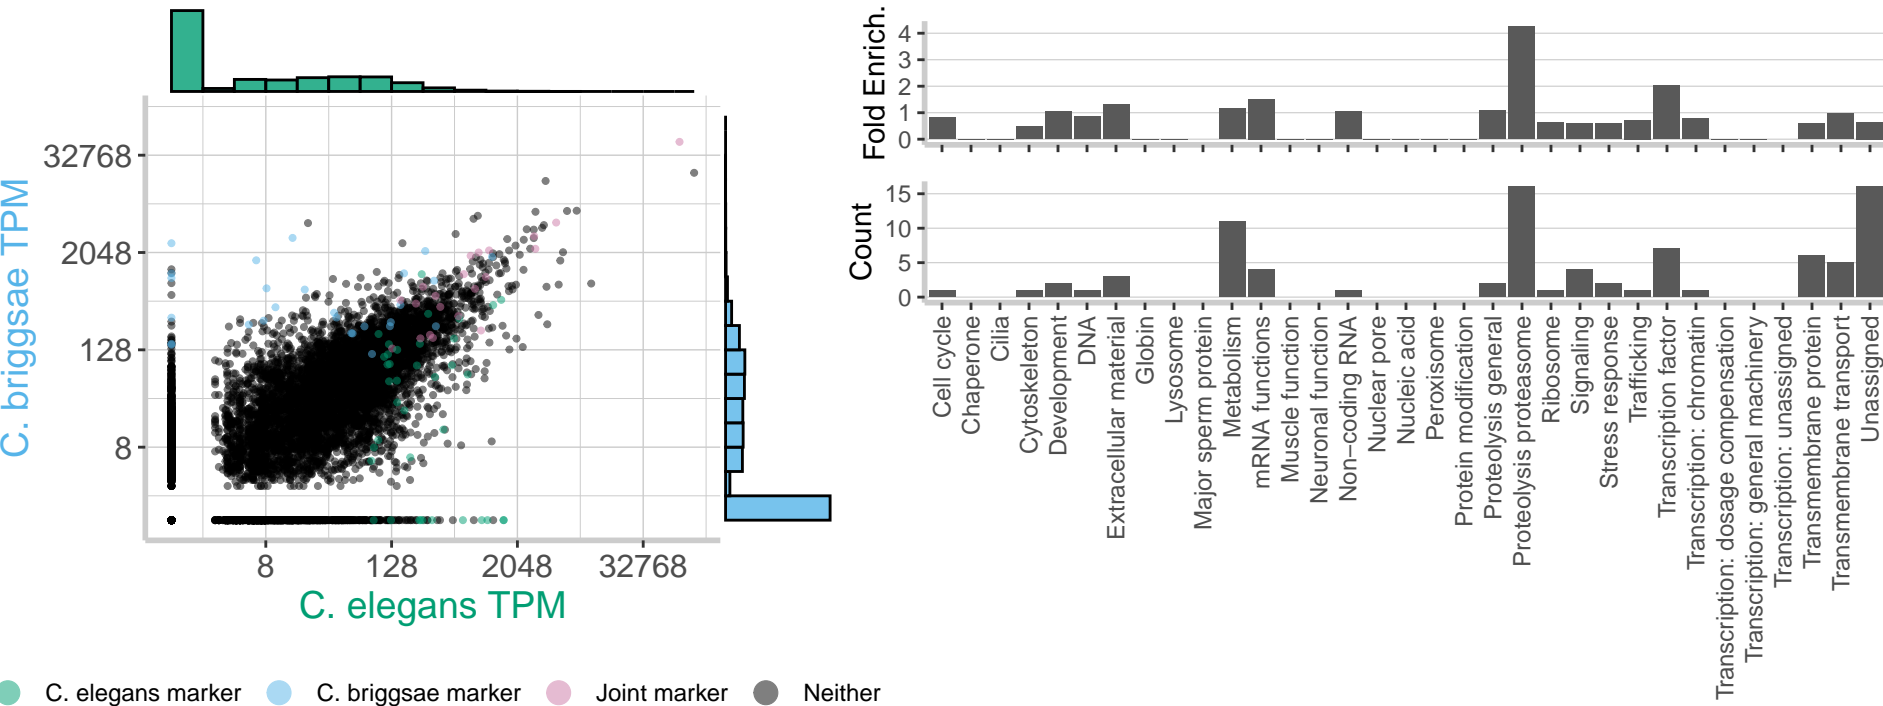 32768
2048
128
8
C. briggsae TPM
8
128
2048
32768
C. elegans TPM
C. elegans marker
C. briggsae marker
Joint marker
Neither
Fold Enrich.
4
3
2
1
0
Count
15
10
5
0
Cell cycle
Chaperone
Cilia
Cytoskeleton
Development
DNA
Extracellular material
Globin
Lysosome
Major sperm protein
Metabolism
mRNA functions
Muscle function
Neuronal function
Non−coding RNA
Nuclear pore
Nucleic acid
Peroxisome
Protein modification
Proteolysis general
Proteolysis proteasome
Ribosome
Signaling
Stress response
Trafficking
Transcription factor
Transcription: chromatin
Transcription: dosage compensation
Transcription: general machinery
Transcription: unassigned
Transmembrane protein
Transmembrane transport
Unassigned